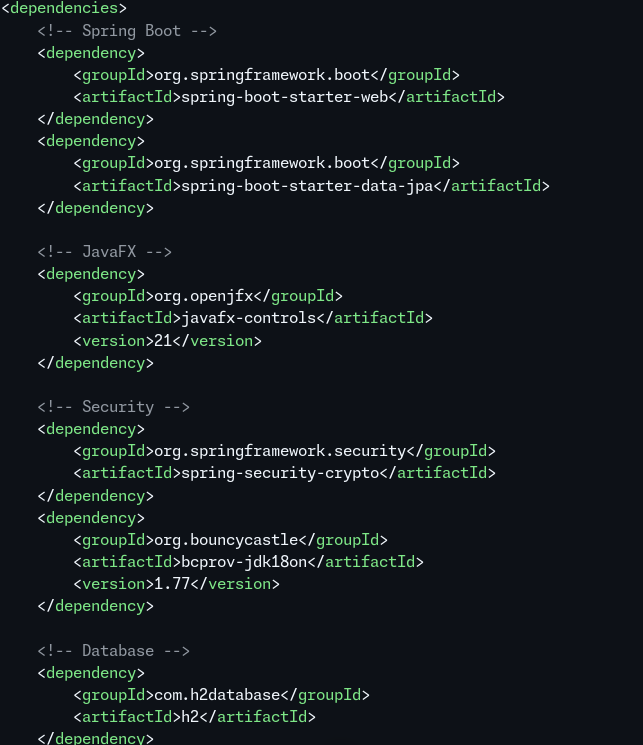 <dependencies>
    <!-- Spring Boot -->
    <dependency>
        <groupId>org.springframework.boot</groupId>
        <artifactId>spring-boot-starter-web</artifactId>
    </dependency>
    <dependency>
        <groupId>org.springframework.boot</groupId>
        <artifactId>spring-boot-starter-data-jpa</artifactId>
    </dependency>

    <!-- JavaFX -->
    <dependency>
        <groupId>org.openjfx</groupId>
        <artifactId>javafx-controls</artifactId>
        <version>21</version>
    </dependency>

    <!-- Security -->
    <dependency>
        <groupId>org.springframework.security</groupId>
        <artifactId>spring-security-crypto</artifactId>
    </dependency>
    <dependency>
        <groupId>org.bouncycastle</groupId>
        <artifactId>bcprov-jdk18on</artifactId>
        <version>1.77</version>
    </dependency>

    <!-- Database -->
    <dependency>
        <groupId>com.h2database</groupId>
        <artifactId>h2</artifactId>
    </dependency>